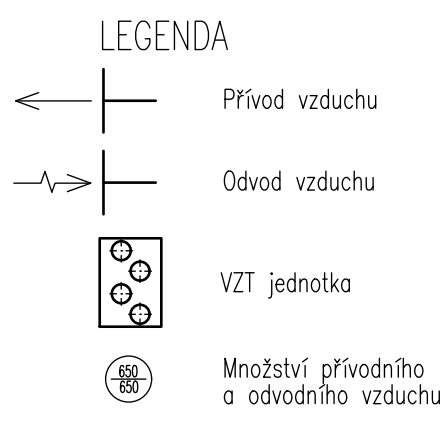 LEGENDA
Přívod vzduchu
Odvod vzduchu
VZT jednotka
650
650
Množství přívodního
a odvodního vzduchu